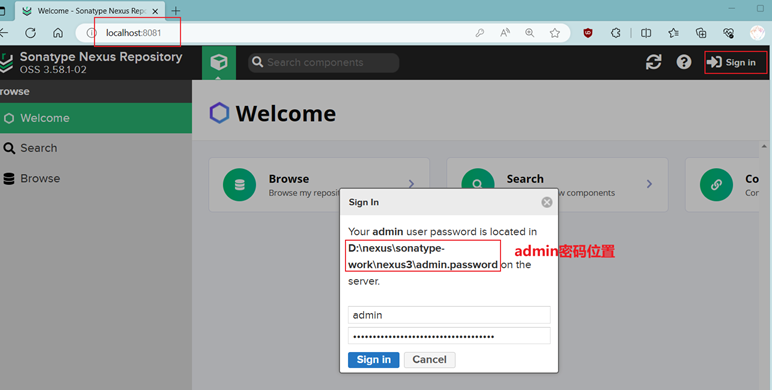 Welcome - Sonatype Nexus Repo
localhost:8081
Sonatype Nexus Repository
OSS 3.58.1-02
Search components
Sign in
rowse
Welcome
Search
Browse
Welcome
Browse
Browse my reposi
Search
w components
Co
Con
Sign In
Your admin user password is located in
D:\nexus\sonatype-
work\nexus3\admin.password on the
server.
admin密码位置
admin
Sign in
Cancel